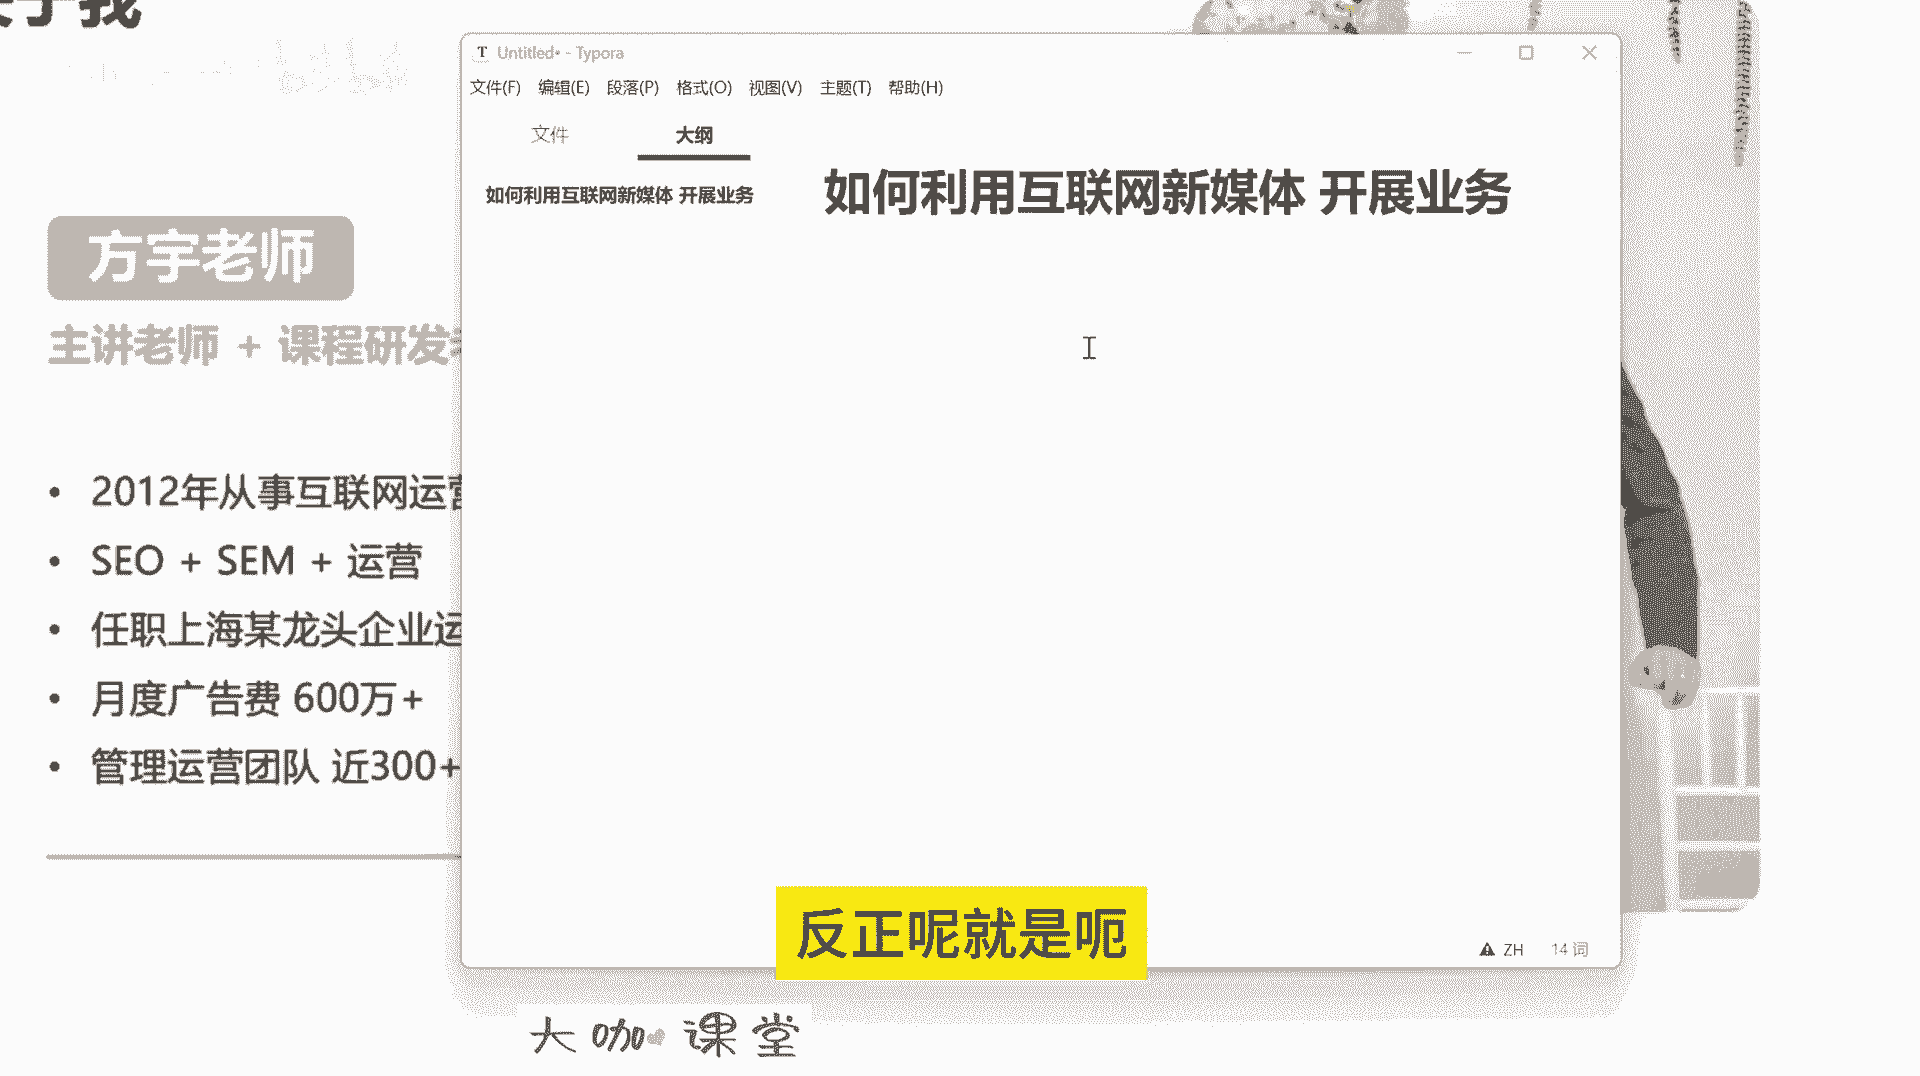 于我
T Untitled• - Typora
文件(F) 编辑(E) 段落(P) 格式(O) 视图(V) 主题(T) 帮助(H)
文件 大纲
如何利用互联网新媒体 开展业务
如何利用互联网新媒体 开展业务
方宇老师
主讲老师 + 课程研发
• 2012年从事互联网运营
• SEO + SEM + 运营
• 任职上海某龙头企业运
• 月度广告费 600万+
• 管理运营团队 近300+
反正呢就是呃
ZH 14 词
大咖课堂